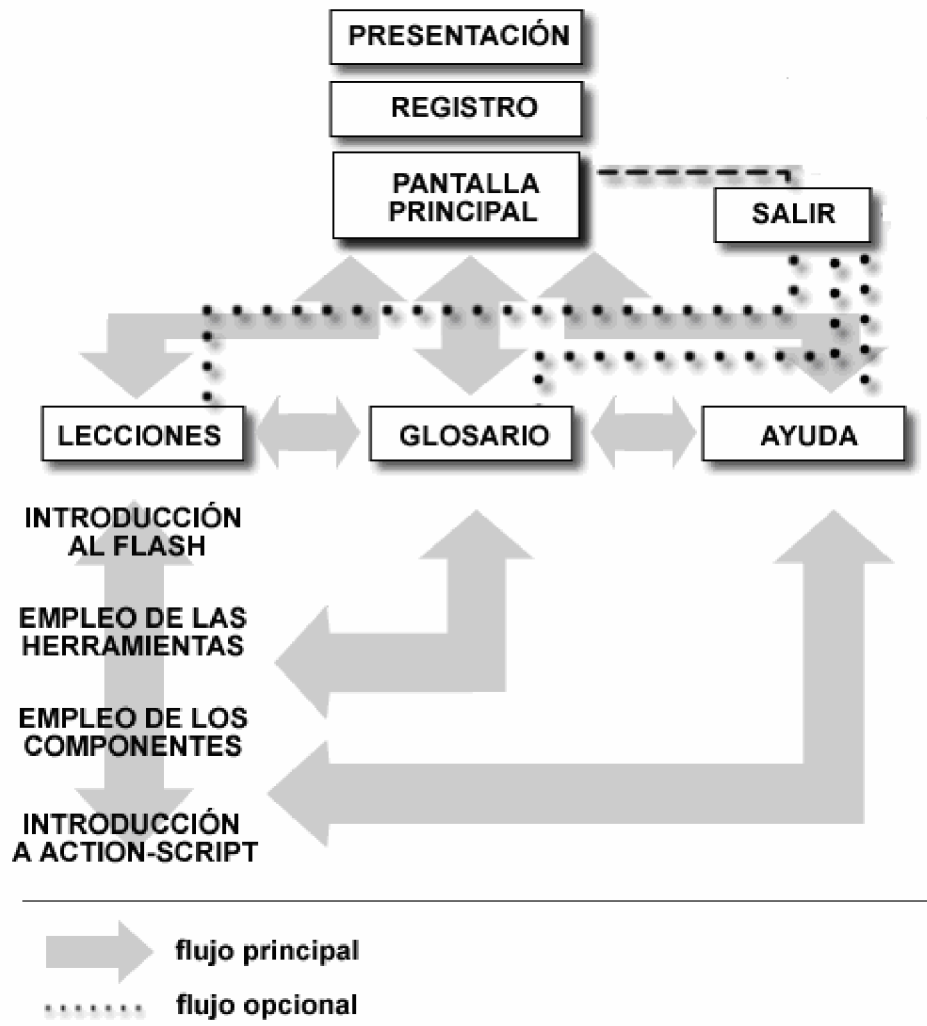 PRESENTACIÓN
REGISTRO
PANTALLA
PRINCIPAL
SALIR
LECCIONES
GLOSARIO
AYUDA
INTRODUCCIÓN
AL FLASH
EMPLEO DE LAS
HERRAMIENTAS
EMPLEO DE LOS
COMPONENTES
INTRODUCCIÓN
A ACTION-SCRIPT
flujo principal
flujo opcional